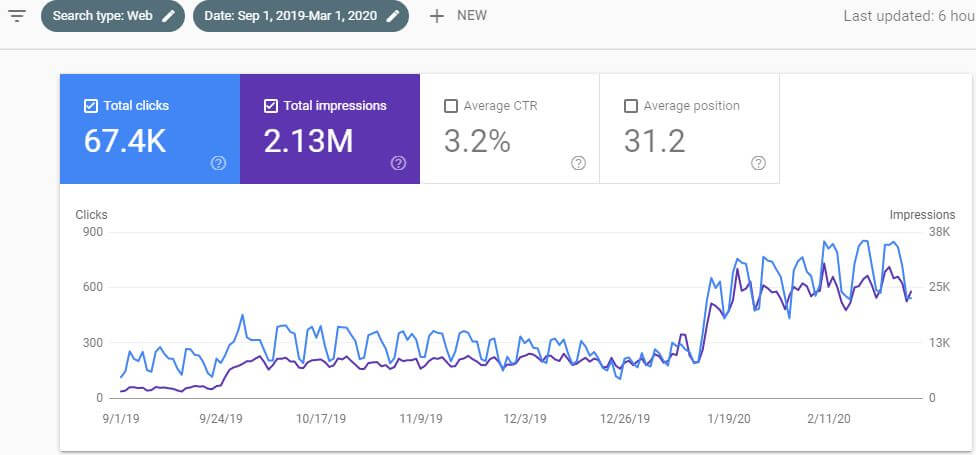 Search type: Web
Date: Sep 1, 2019-Mar 1, 2020
NEW
Last updated: 6 hou
Total clicks
67.4K
Total impressions
2.13M
Average CTR
3.2%
Average position
31.2
Clicks
Impressions
900
600
300
0
38K
25K
13K
0
9/1/19
9/24/19
10/17/19
11/9/19
12/3/19
12/26/19
1/19/20
2/11/20